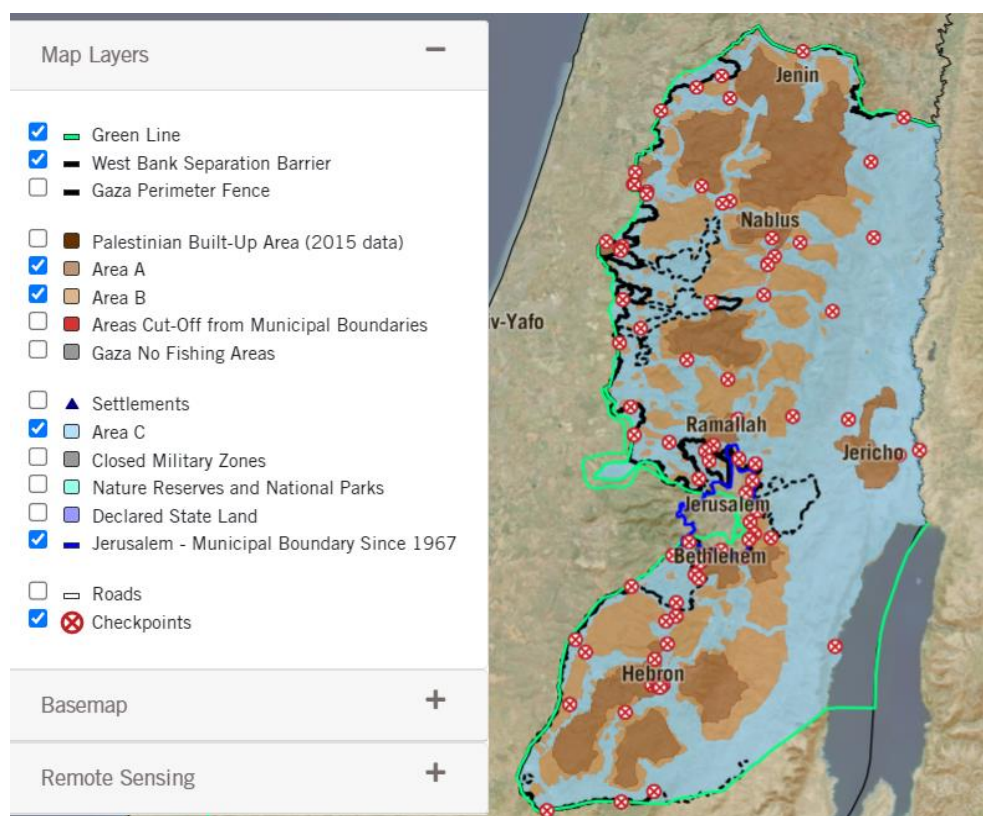 Map Layers
Green Line
West Bank Separation Barrier
Gaza Perimeter Fence
Palestinian Built-Up Area (2015 data)
Area A
Area B
Areas Cut-Off from Municipal Boundaries
Gaza No Fishing Areas
Settlements
Area C
Closed Military Zones
Nature Reserves and National Parks
Declared State Land
Jerusalem - Municipal Boundary Since 1967
Roads
Checkpoints
Basemap
Remote Sensing
Jenin
Nablus
v-Yafo
Ramallah
Jericho
Jerusalem
Bethlehem
Hebron